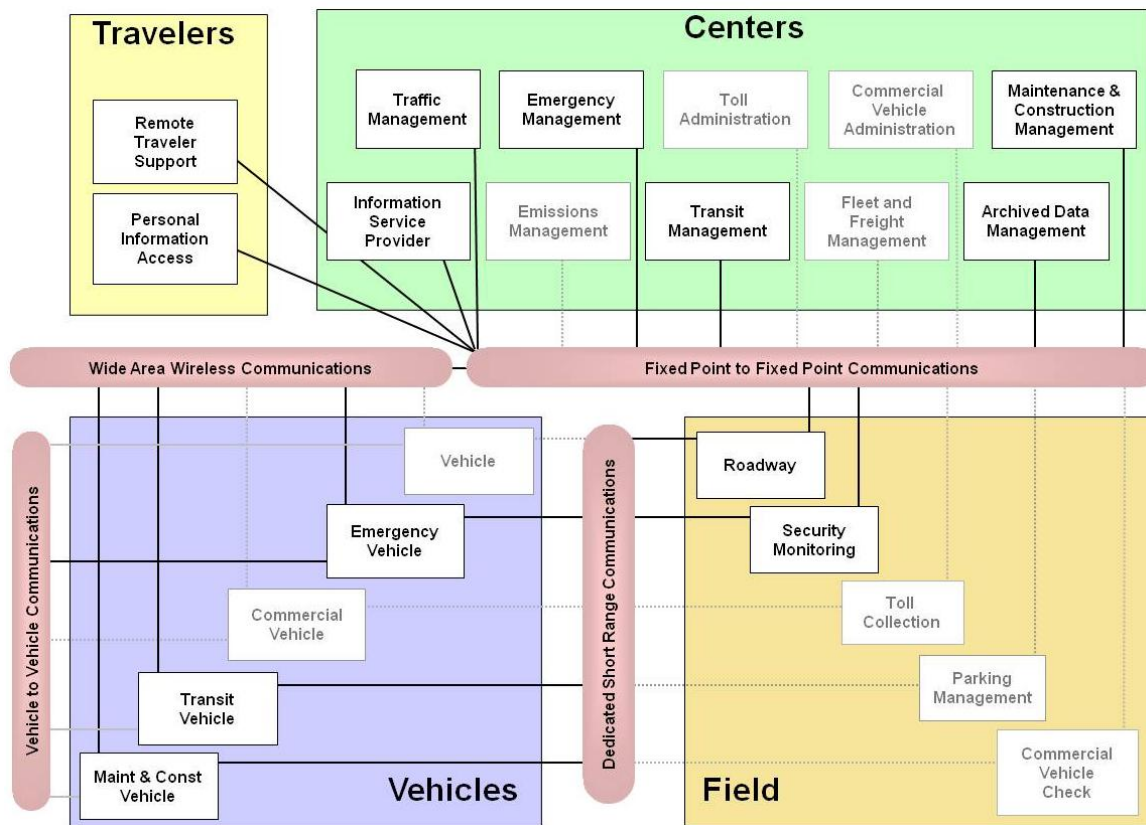 Travelers
Remote
Traveler
Support
Personal
Information
Access
Centers
Traffic
Management
Emergency
Management
Toll
Administration
Commercial
Vehicle
Administration
Maintenance &
Construction
Management
Information
Service
Provider
Emissions
Management
Transit
Management
Fleet and
Freight
Management
Archived Data
Management
Wide Area Wireless Communications
Fixed Point to Fixed Point Communications
Vehicle to Vehicle Communications
Vehicle
Emergency
Vehicle
Commercial
Vehicle
Transit
Vehicle
Maint & Const
Vehicle
Vehicles
Dedicated Short Range Communications
Roadway
Security
Monitoring
Toll
Collection
Parking
Management
Commercial
Vehicle
Check
Field